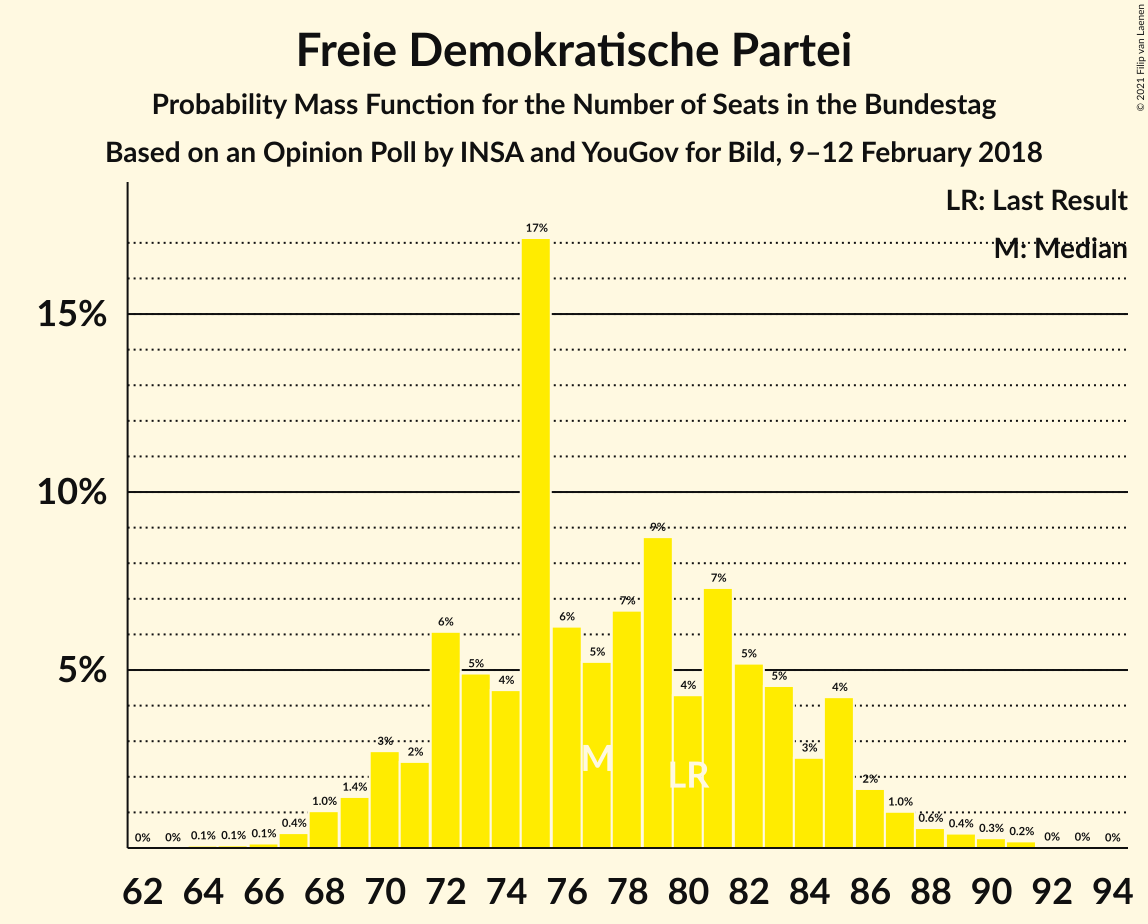 Freie Demokratische Partei
Probability Mass Function for the Number of Seats in the Bundestag
Based on an Opinion Poll by INSA and YouGov for Bild, 9–12 February 2018
© 2021 Filip van Laenen
LR: Last Result
M: Median
15%
10%
5%
0% 0% 0.1% 0.1% 0.1% 0.4% 1.0% 1.4% 3% 2% 6% 5% 4% 17% 6% 5% 7% 9% 4% 7% 5% 5% 3% 4% 2% 1.0% 0.6% 0.4% 0.3% 0.2% 0% 0% 0%
M
LR
62 64 66 68 70 72 74 76 78 80 82 84 86 88 90 92 94